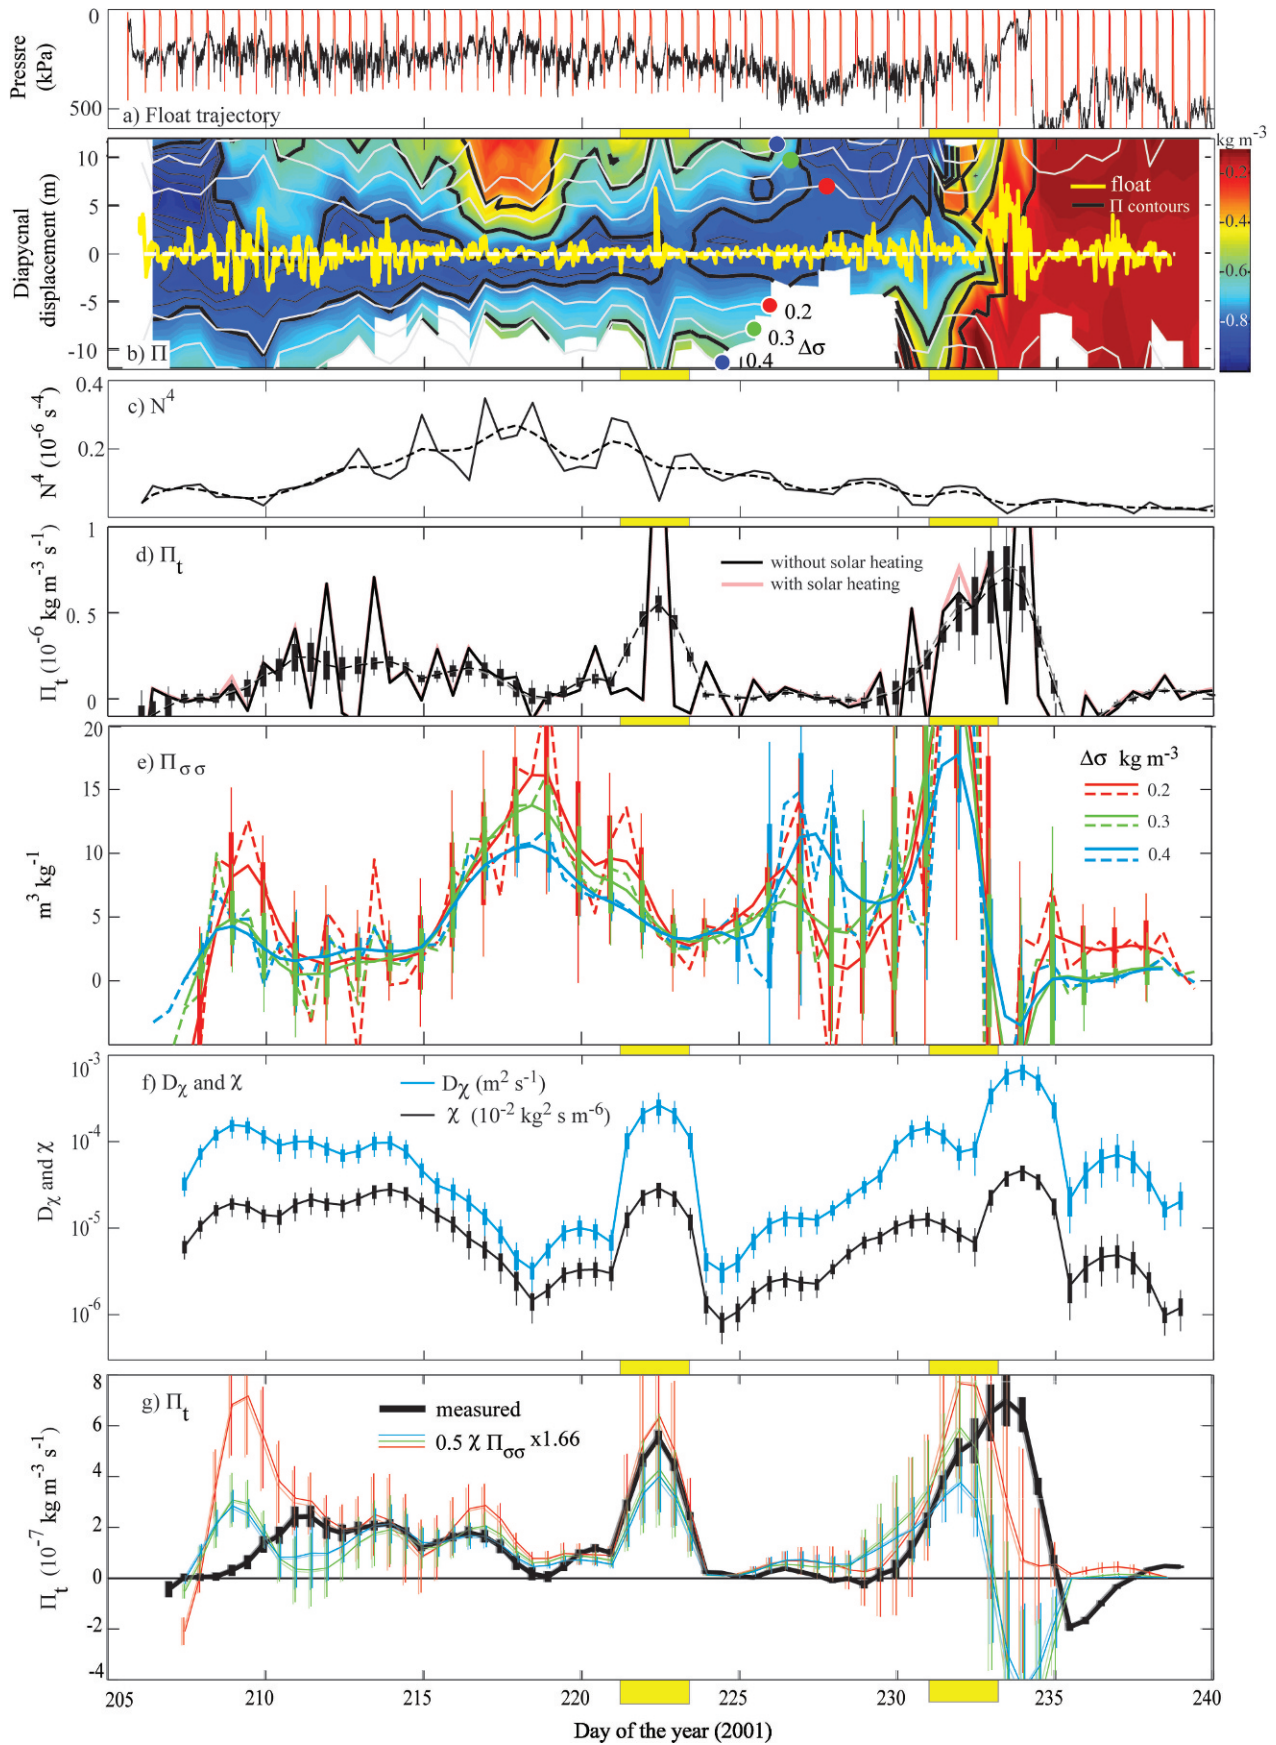 0
500
Pressre
(kPa)
a) Float trajectory
kg m-3
10
5
0
-5
-10
Diapycnal
displacement (m)
float
Π contours
0.2
0.3 Δσ
0.4
b) Π
-0.2
-0.4
-0.6
-0.8
0.4
0.2
N4 (10-6 s-4)
c) N4
1
0.5
0
Πt (10-6 kg m-3 s-1)
d) Πt
without solar heating
with solar heating
20
15
10
5
0
m3 kg-1
e) Πσσ
Δσ kg m-3
0.2
0.3
0.4
10-3
10-4
10-5
10-6
Dχ and χ
f) Dχ and χ
Dχ (m2 s-1)
χ (10-2 kg2 s m-6)
8
6
4
2
0
-2
-4
Πt (10-7 kg m-3 s-1)
g) Πt
measured
0.5 χ Πσσ x1.66
205 210 215 220 225 230 235 240
Day of the year (2001)